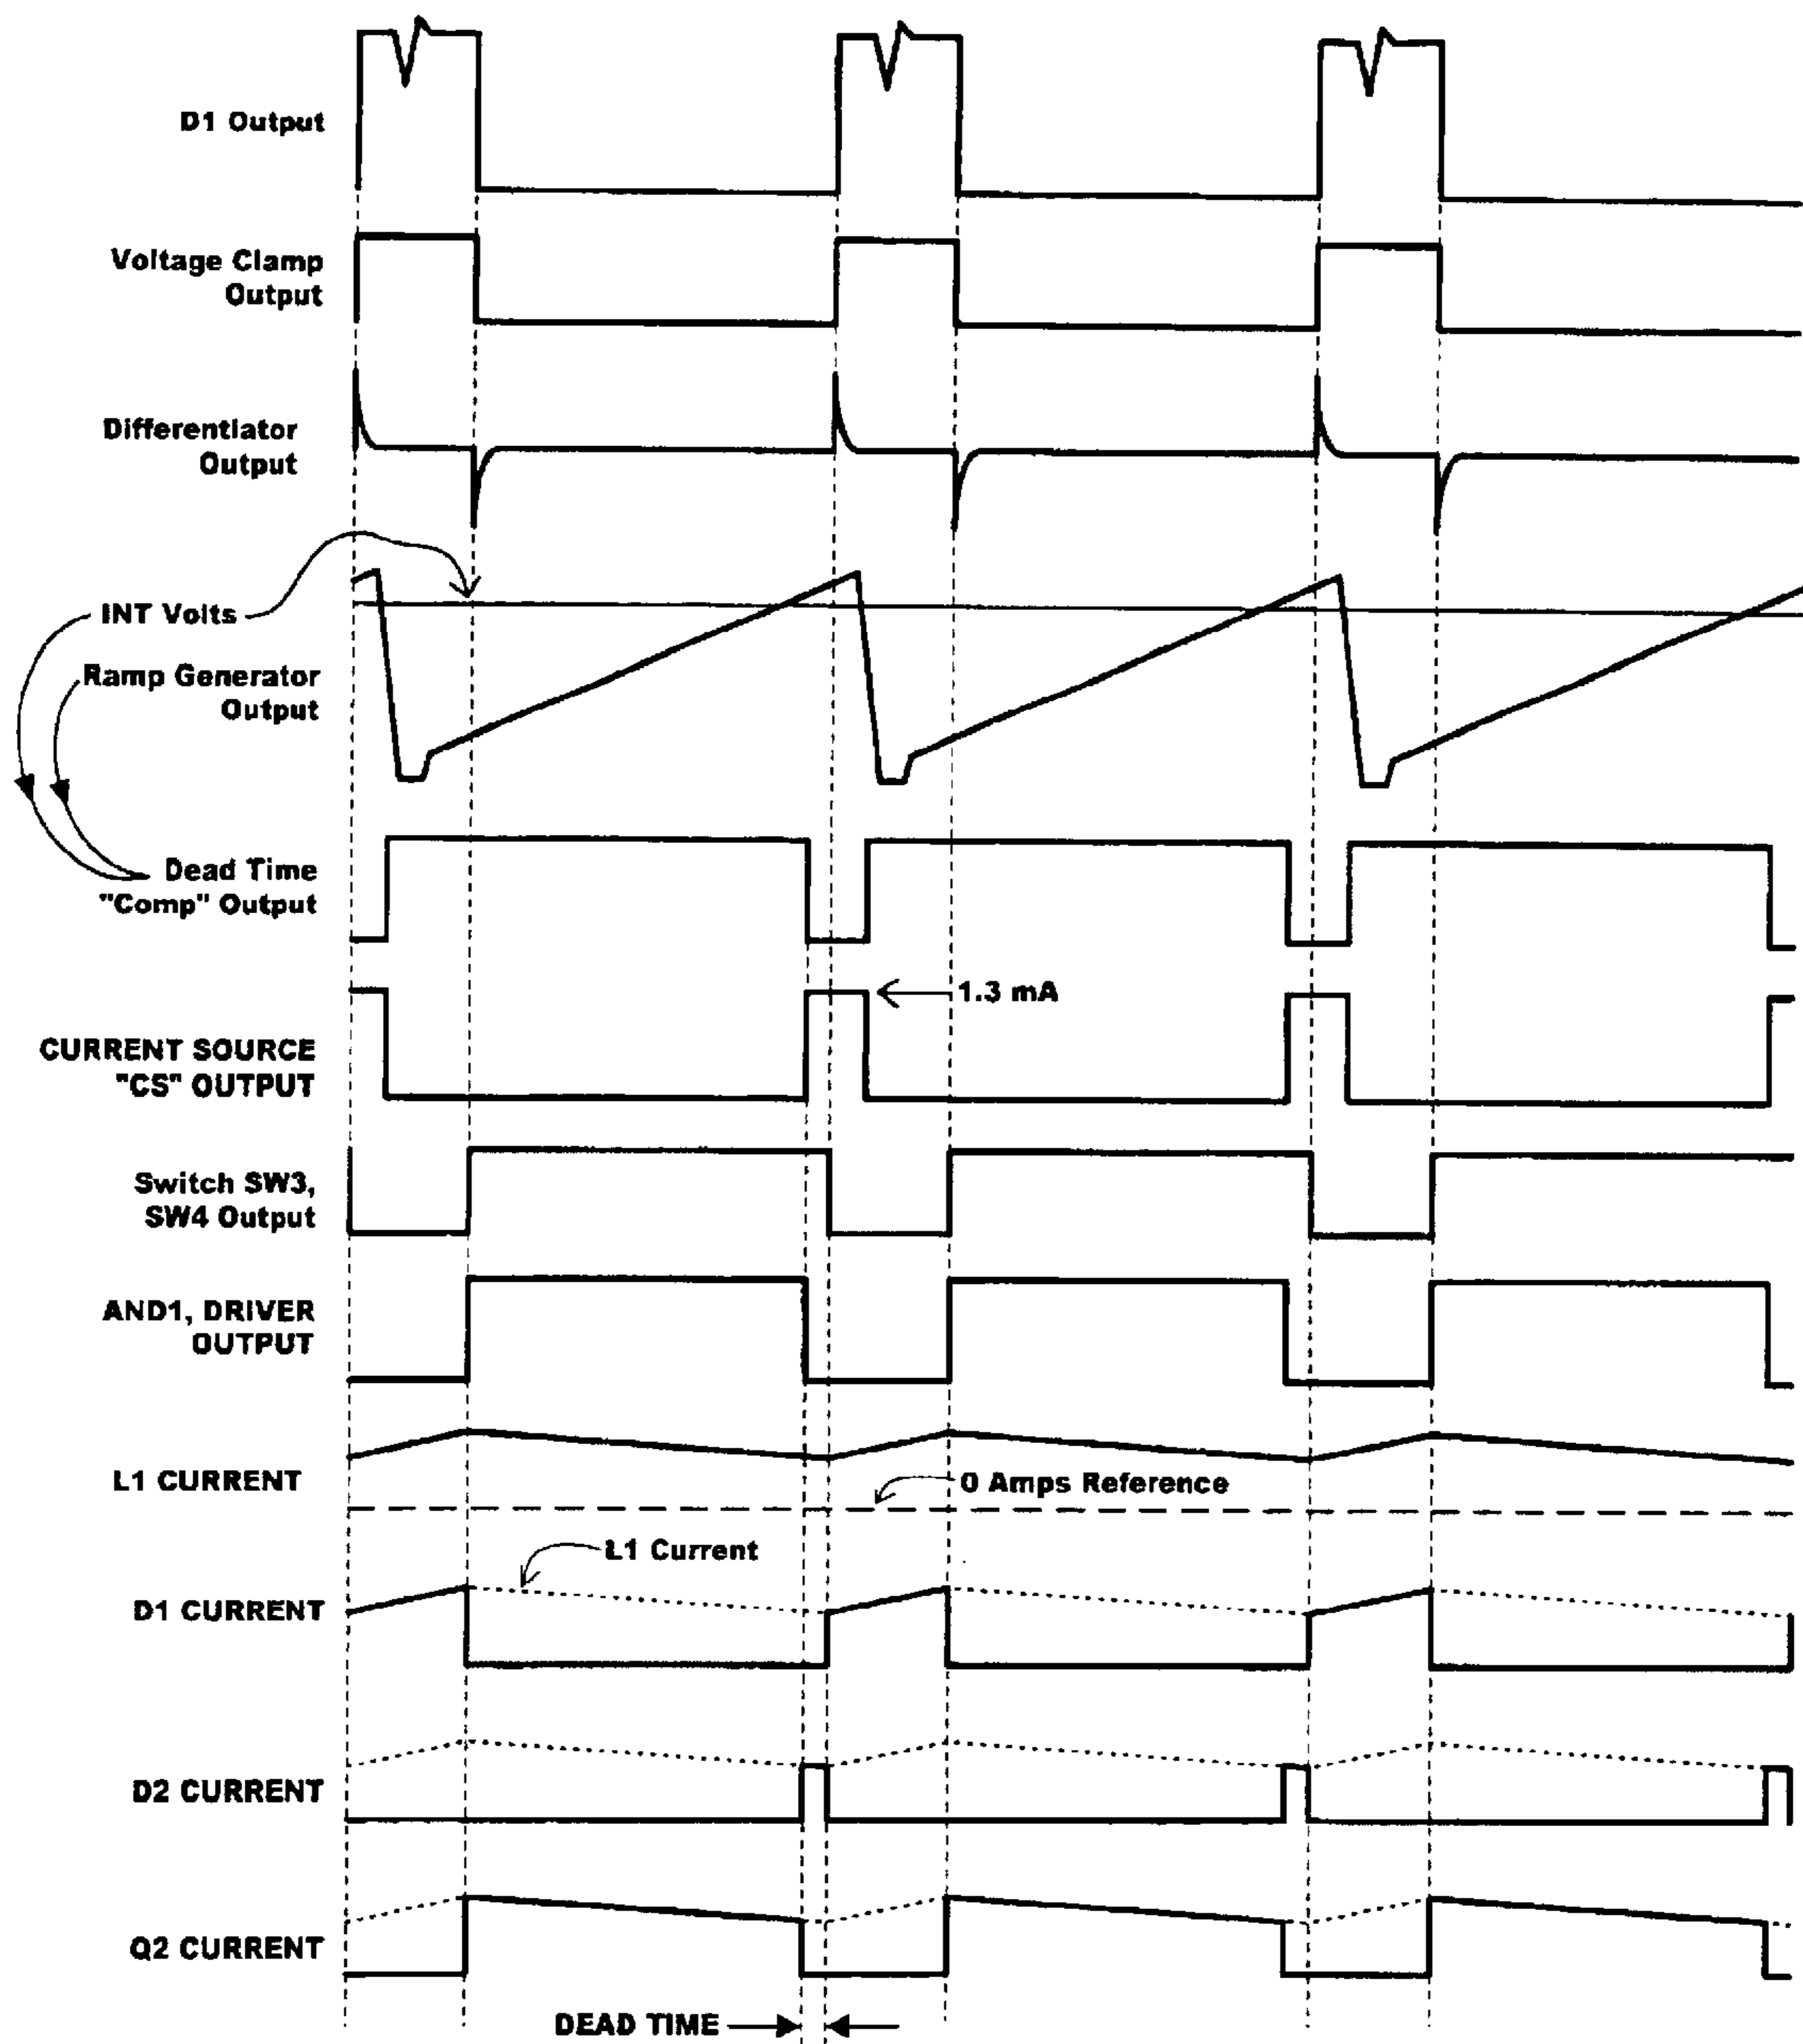 D1 Output
Voltage Clamp
Output
Differentiator
Output
INT Volts
Ramp Generator
Output
Dead Time
"Comp" Output
1.3 mA
CURRENT SOURCE
"CS" OUTPUT
Switch SW3,
SW4 Output
AND1, DRIVER
OUTPUT
L1 CURRENT
0 Amps Reference
L1 Current
D1 CURRENT
D2 CURRENT
Q2 CURRENT
DEAD TIME